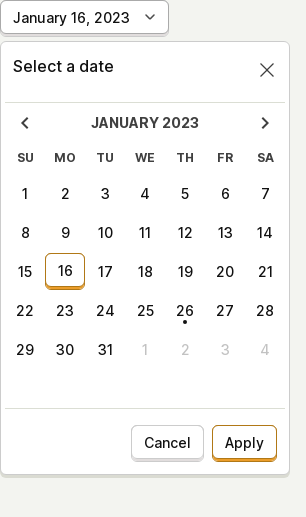 January 16, 2023
Select a date
JANUARY 2023
SU MO TU WE TH FR SA
1 2 3 4 5 6 7
8 9 10 11 12 13 14
15 16 17 18 19 20 21
22 23 24 25 26 27 28
29 30 31 1 2 3 4
Cancel Apply